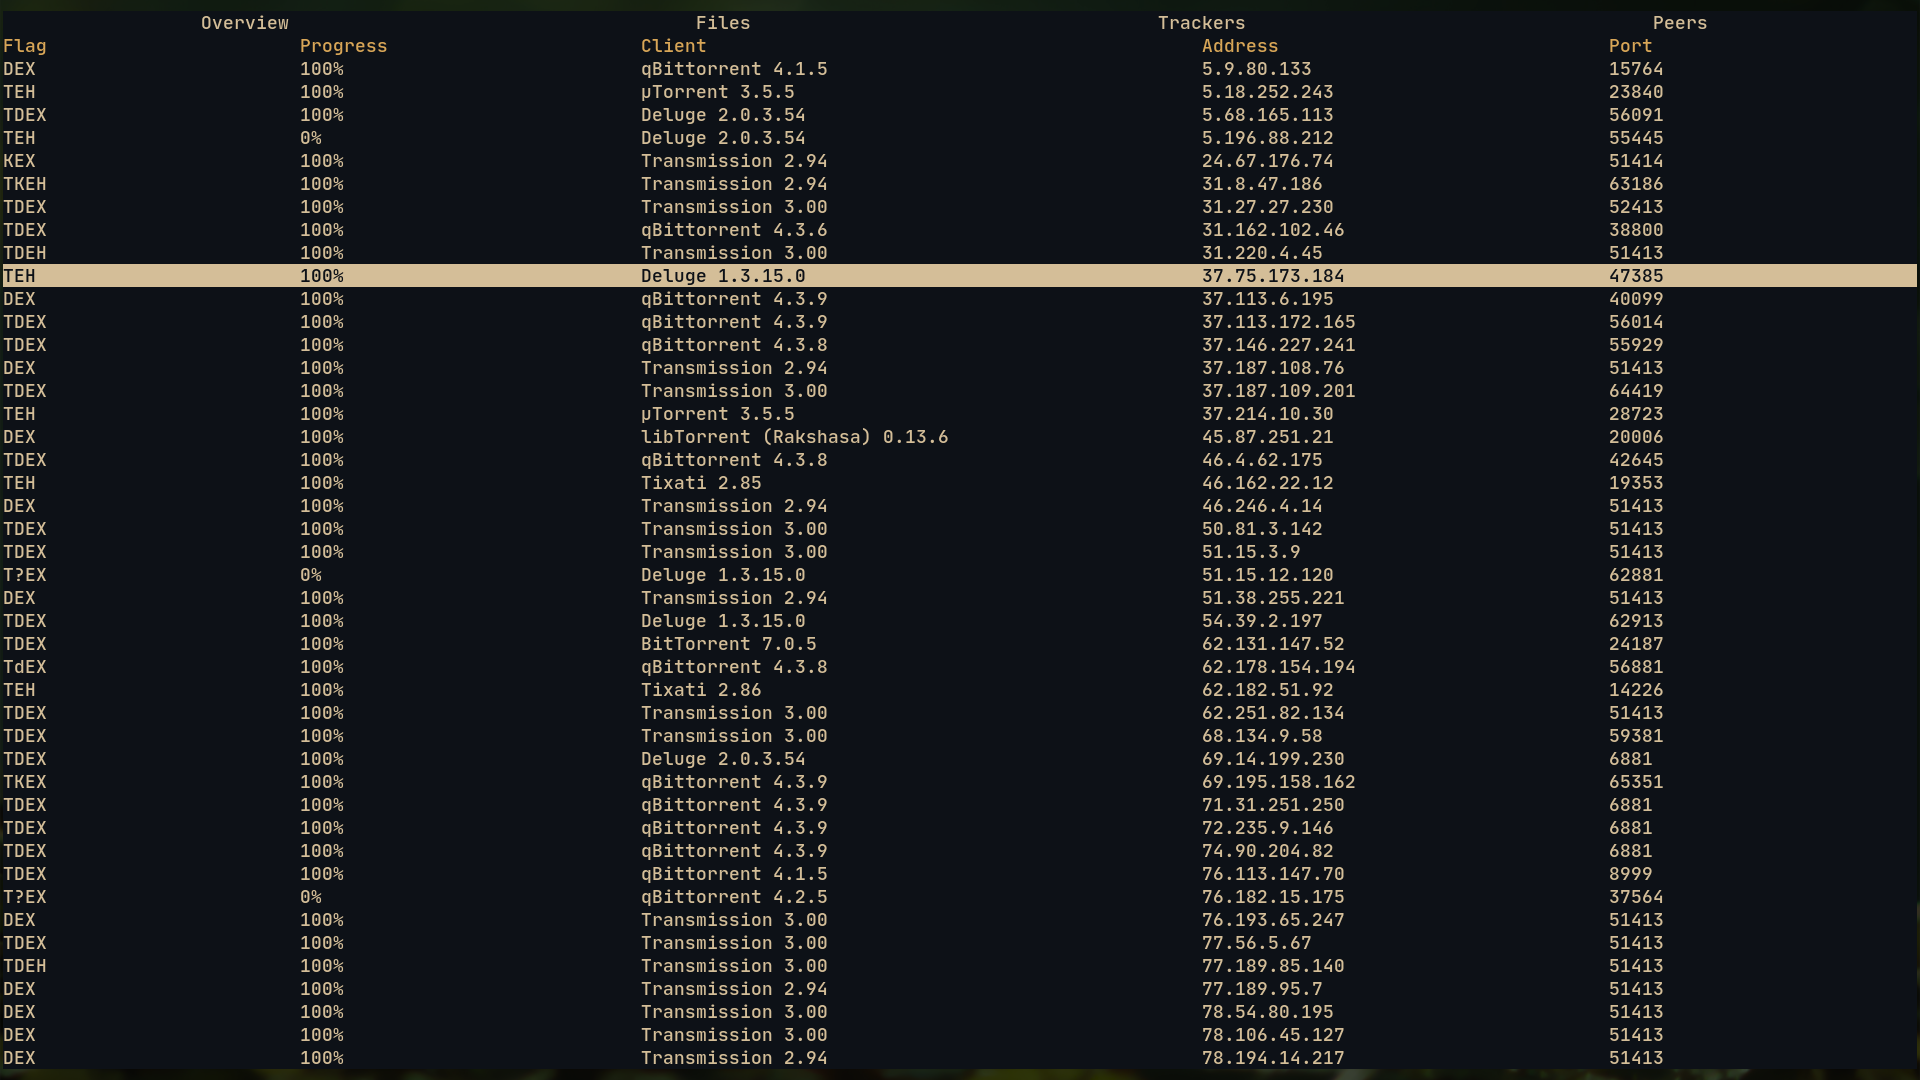 Overview Files Trackers Peers
Flag Progress Client Address Port
DEX 100% qBittorrent 4.1.5 5.9.80.133 15764
TEH 100% µTorrent 3.5.5 5.18.252.243 23840
TDEX 100% Deluge 2.0.3.54 5.68.165.113 56091
TEH 0% Deluge 2.0.3.54 5.196.88.212 55445
KEX 100% Transmission 2.94 24.67.176.74 51414
TKEH 100% Transmission 2.94 31.8.47.186 63186
TDEX 100% Transmission 3.00 31.27.27.230 52413
TDEX 100% qBittorrent 4.3.6 31.162.102.46 38800
TDEH 100% Transmission 3.00 31.220.4.45 51413
TEH 100% Deluge 1.3.15.0 37.75.173.184 47385
DEX 100% qBittorrent 4.3.9 37.113.6.195 40099
TDEX 100% qBittorrent 4.3.9 37.113.172.165 56014
TDEX 100% qBittorrent 4.3.8 37.146.227.241 55929
DEX 100% Transmission 2.94 37.187.108.76 51413
TDEX 100% Transmission 3.00 37.187.109.201 64419
TEH 100% µTorrent 3.5.5 37.214.10.30 28723
DEX 100% libTorrent (Rakshasa) 0.13.6 45.87.251.21 20006
TDEX 100% qBittorrent 4.3.8 46.4.62.175 42645
TEH 100% Tixati 2.85 46.162.22.12 19353
DEX 100% Transmission 2.94 46.246.4.14 51413
TDEX 100% Transmission 3.00 50.81.3.142 51413
TDEX 100% Transmission 3.00 51.15.3.9 51413
T?EX 0% Deluge 1.3.15.0 51.15.12.120 62881
DEX 100% Transmission 2.94 51.38.255.221 51413
TDEX 100% Deluge 1.3.15.0 54.39.2.197 62913
TDEX 100% BitTorrent 7.0.5 62.131.147.52 24187
TdEX 100% qBittorrent 4.3.8 62.178.154.194 56881
TEH 100% Tixati 2.86 62.182.51.92 14226
TDEX 100% Transmission 3.00 62.251.82.134 51413
TDEX 100% Transmission 3.00 68.134.9.58 59381
TDEX 100% Deluge 2.0.3.54 69.14.199.230 6881
TKEX 100% qBittorrent 4.3.9 69.195.158.162 65351
TDEX 100% qBittorrent 4.3.9 71.31.251.250 6881
TDEX 100% qBittorrent 4.3.9 72.235.9.146 6881
TDEX 100% qBittorrent 4.3.9 74.90.204.82 6881
TDEX 100% qBittorrent 4.1.5 76.113.147.70 8999
T?EX 0% qBittorrent 4.2.5 76.182.15.175 37564
DEX 100% Transmission 3.00 76.193.65.247 51413
TDEX 100% Transmission 3.00 77.56.5.67 51413
TDEH 100% Transmission 3.00 77.189.85.140 51413
DEX 100% Transmission 2.94 77.189.95.7 51413
DEX 100% Transmission 3.00 78.54.80.195 51413
DEX 100% Transmission 3.00 78.106.45.127 51413
DEX 100% Transmission 2.94 78.194.14.217 51413